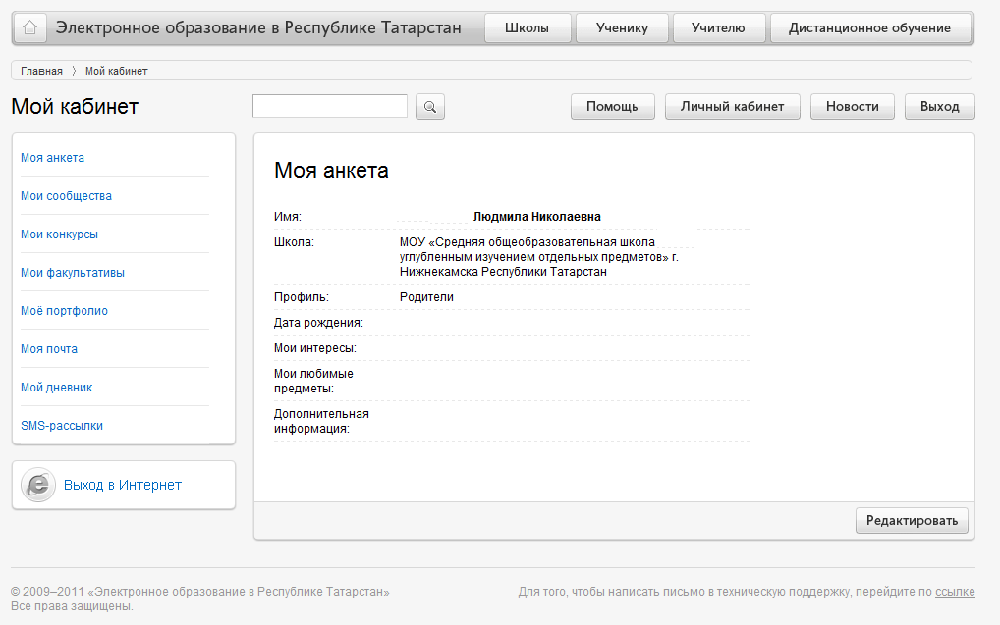 Электронное образование в Республике Татарстан
Школы
Ученику
Учителю
Дистанционное обучение
Главная 〉 Мой кабинет
Мой кабинет
Помощь
Личный кабинет
Новости
Выход
Моя анкета
Мои сообщества
Мои конкурсы
Мои факультативы
Моё портфолио
Моя почта
Мой дневник
SMS-рассылки
Выход в Интернет
Моя анкета
Имя: Людмила Николаевна
Школа: МОУ «Средняя общеобразовательная школа
углубленным изучением отдельных предметов» г.
Нижнекамска Республики Татарстан
Профиль: Родители
Дата рождения:
Мои интересы:
Мои любимые
предметы:
Дополнительная
информация:
Редактировать
© 2009–2011 «Электронное образование в Республике Татарстан»
Все права защищены.
Для того, чтобы написать письмо в техническую поддержку, перейдите по ссылке